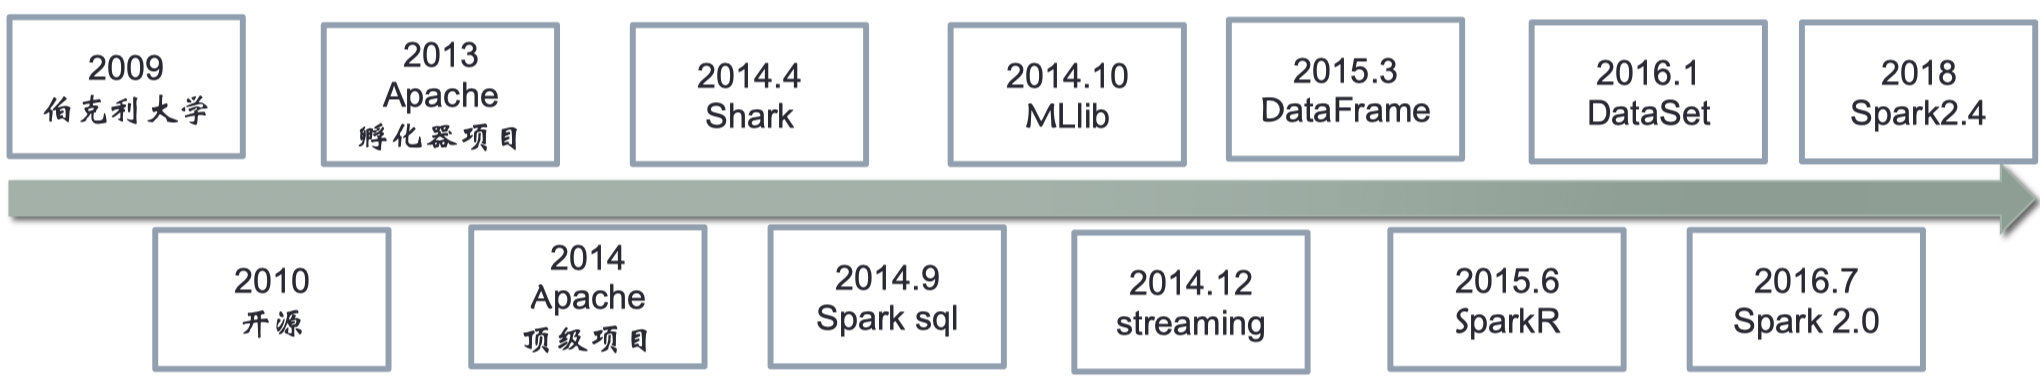 2009
伯克利大学
2010
开源
2013
Apache
孵化器项目
2014
Apache
顶级项目
2014.4
Shark
2014.9
Spark sql
2014.10
MLlib
2014.12
streaming
2015.3
DataFrame
2015.6
SparkR
2016.1
DataSet
2016.7
Spark 2.0
2018
Spark2.4